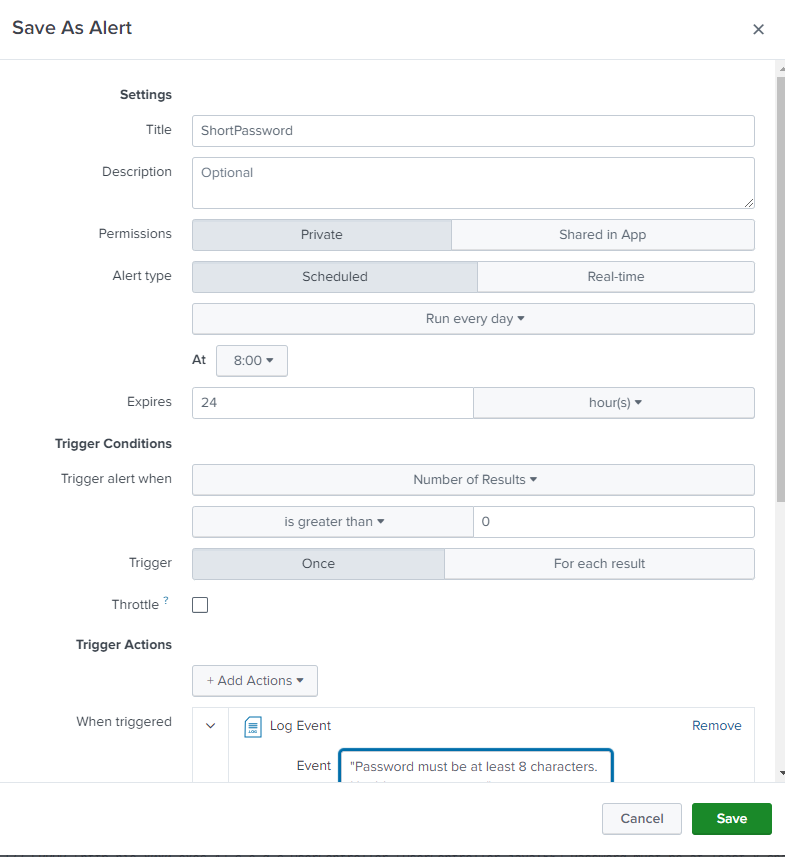 Save As Alert
Settings
Title ShortPassword
Description Optional
Permissions Private Shared in App
Alert type Scheduled Real-time
Run every day
At 8:00
Expires 24 hour(s)
Trigger Conditions
Trigger alert when Number of Results
is greater than 0
Trigger Once For each result
Throttle ?
Trigger Actions
+ Add Actions
When triggered LOG Log Event Remove
Event "Password must be at least 8 characters.
Cancel Save